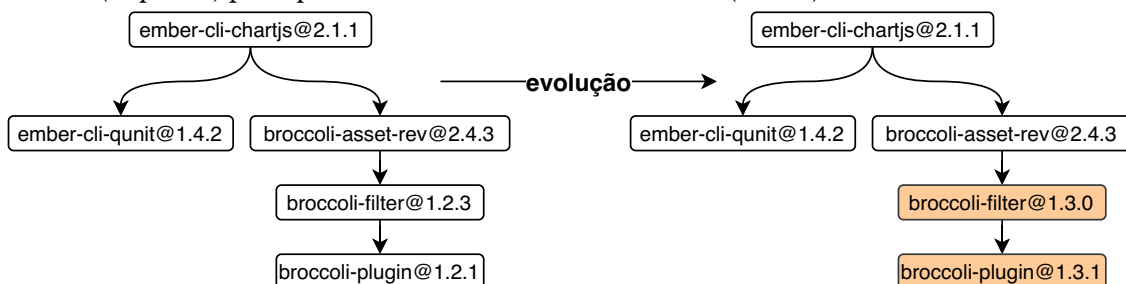 ember-cli-chartjs@2.1.1 ember-cli-chartjs@2.1.1
evolução
ember-cli-qunit@1.4.2 broccoli-asset-rev@2.4.3 ember-cli-qunit@1.4.2 broccoli-asset-rev@2.4.3
broccoli-filter@1.2.3 broccoli-filter@1.3.0
broccoli-plugin@1.2.1 broccoli-plugin@1.3.1